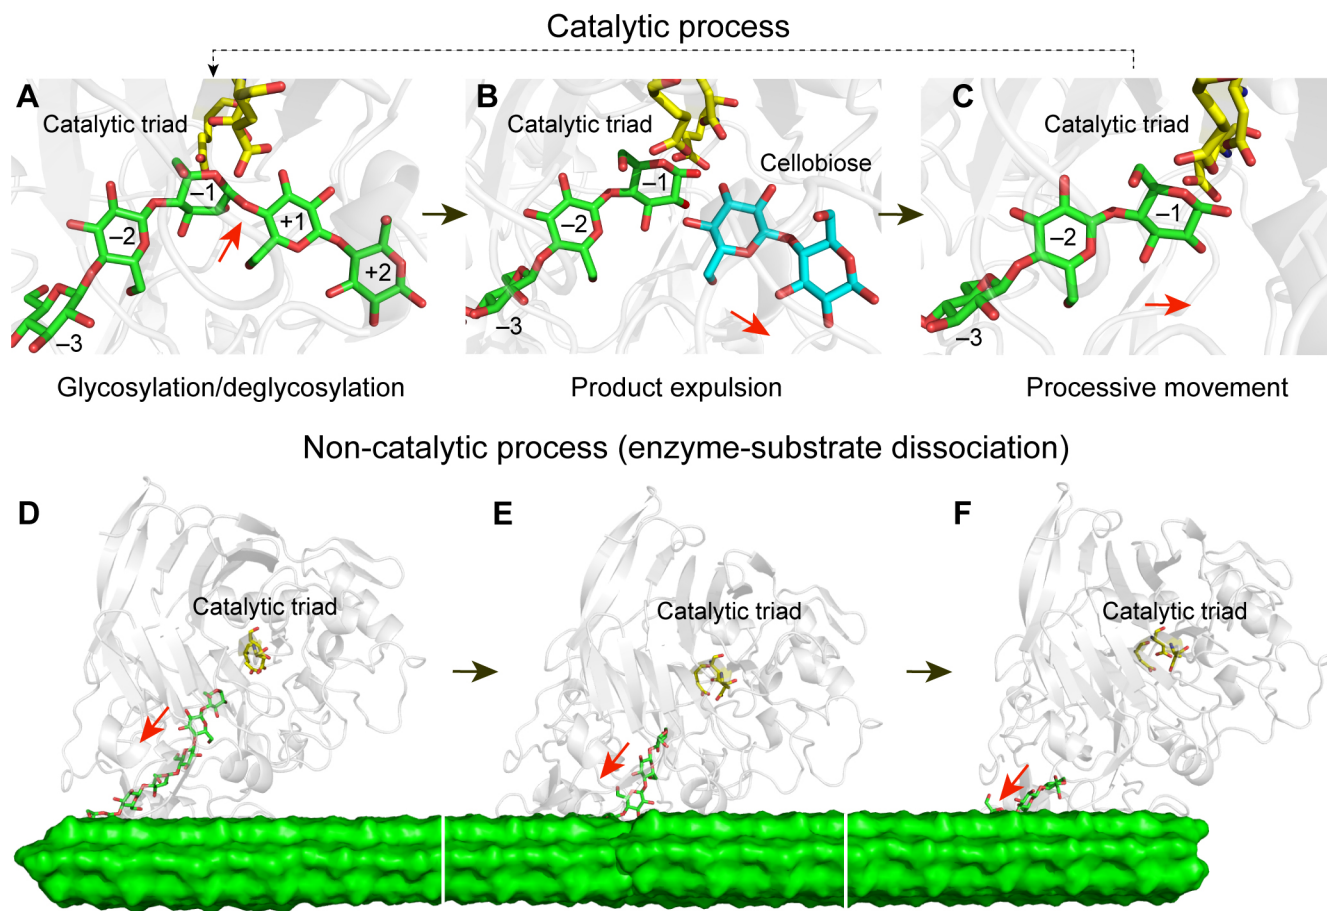 Catalytic process
A
Catalytic triad
–1
–2
+1
+2
–3
B
Catalytic triad
Cellobiose
–1
–2
–3
C
Catalytic triad
–1
–2
–3
Glycosylation/deglycosylation
Product expulsion
Processive movement
Non-catalytic process (enzyme-substrate dissociation)
D
Catalytic triad
E
Catalytic triad
F
Catalytic triad